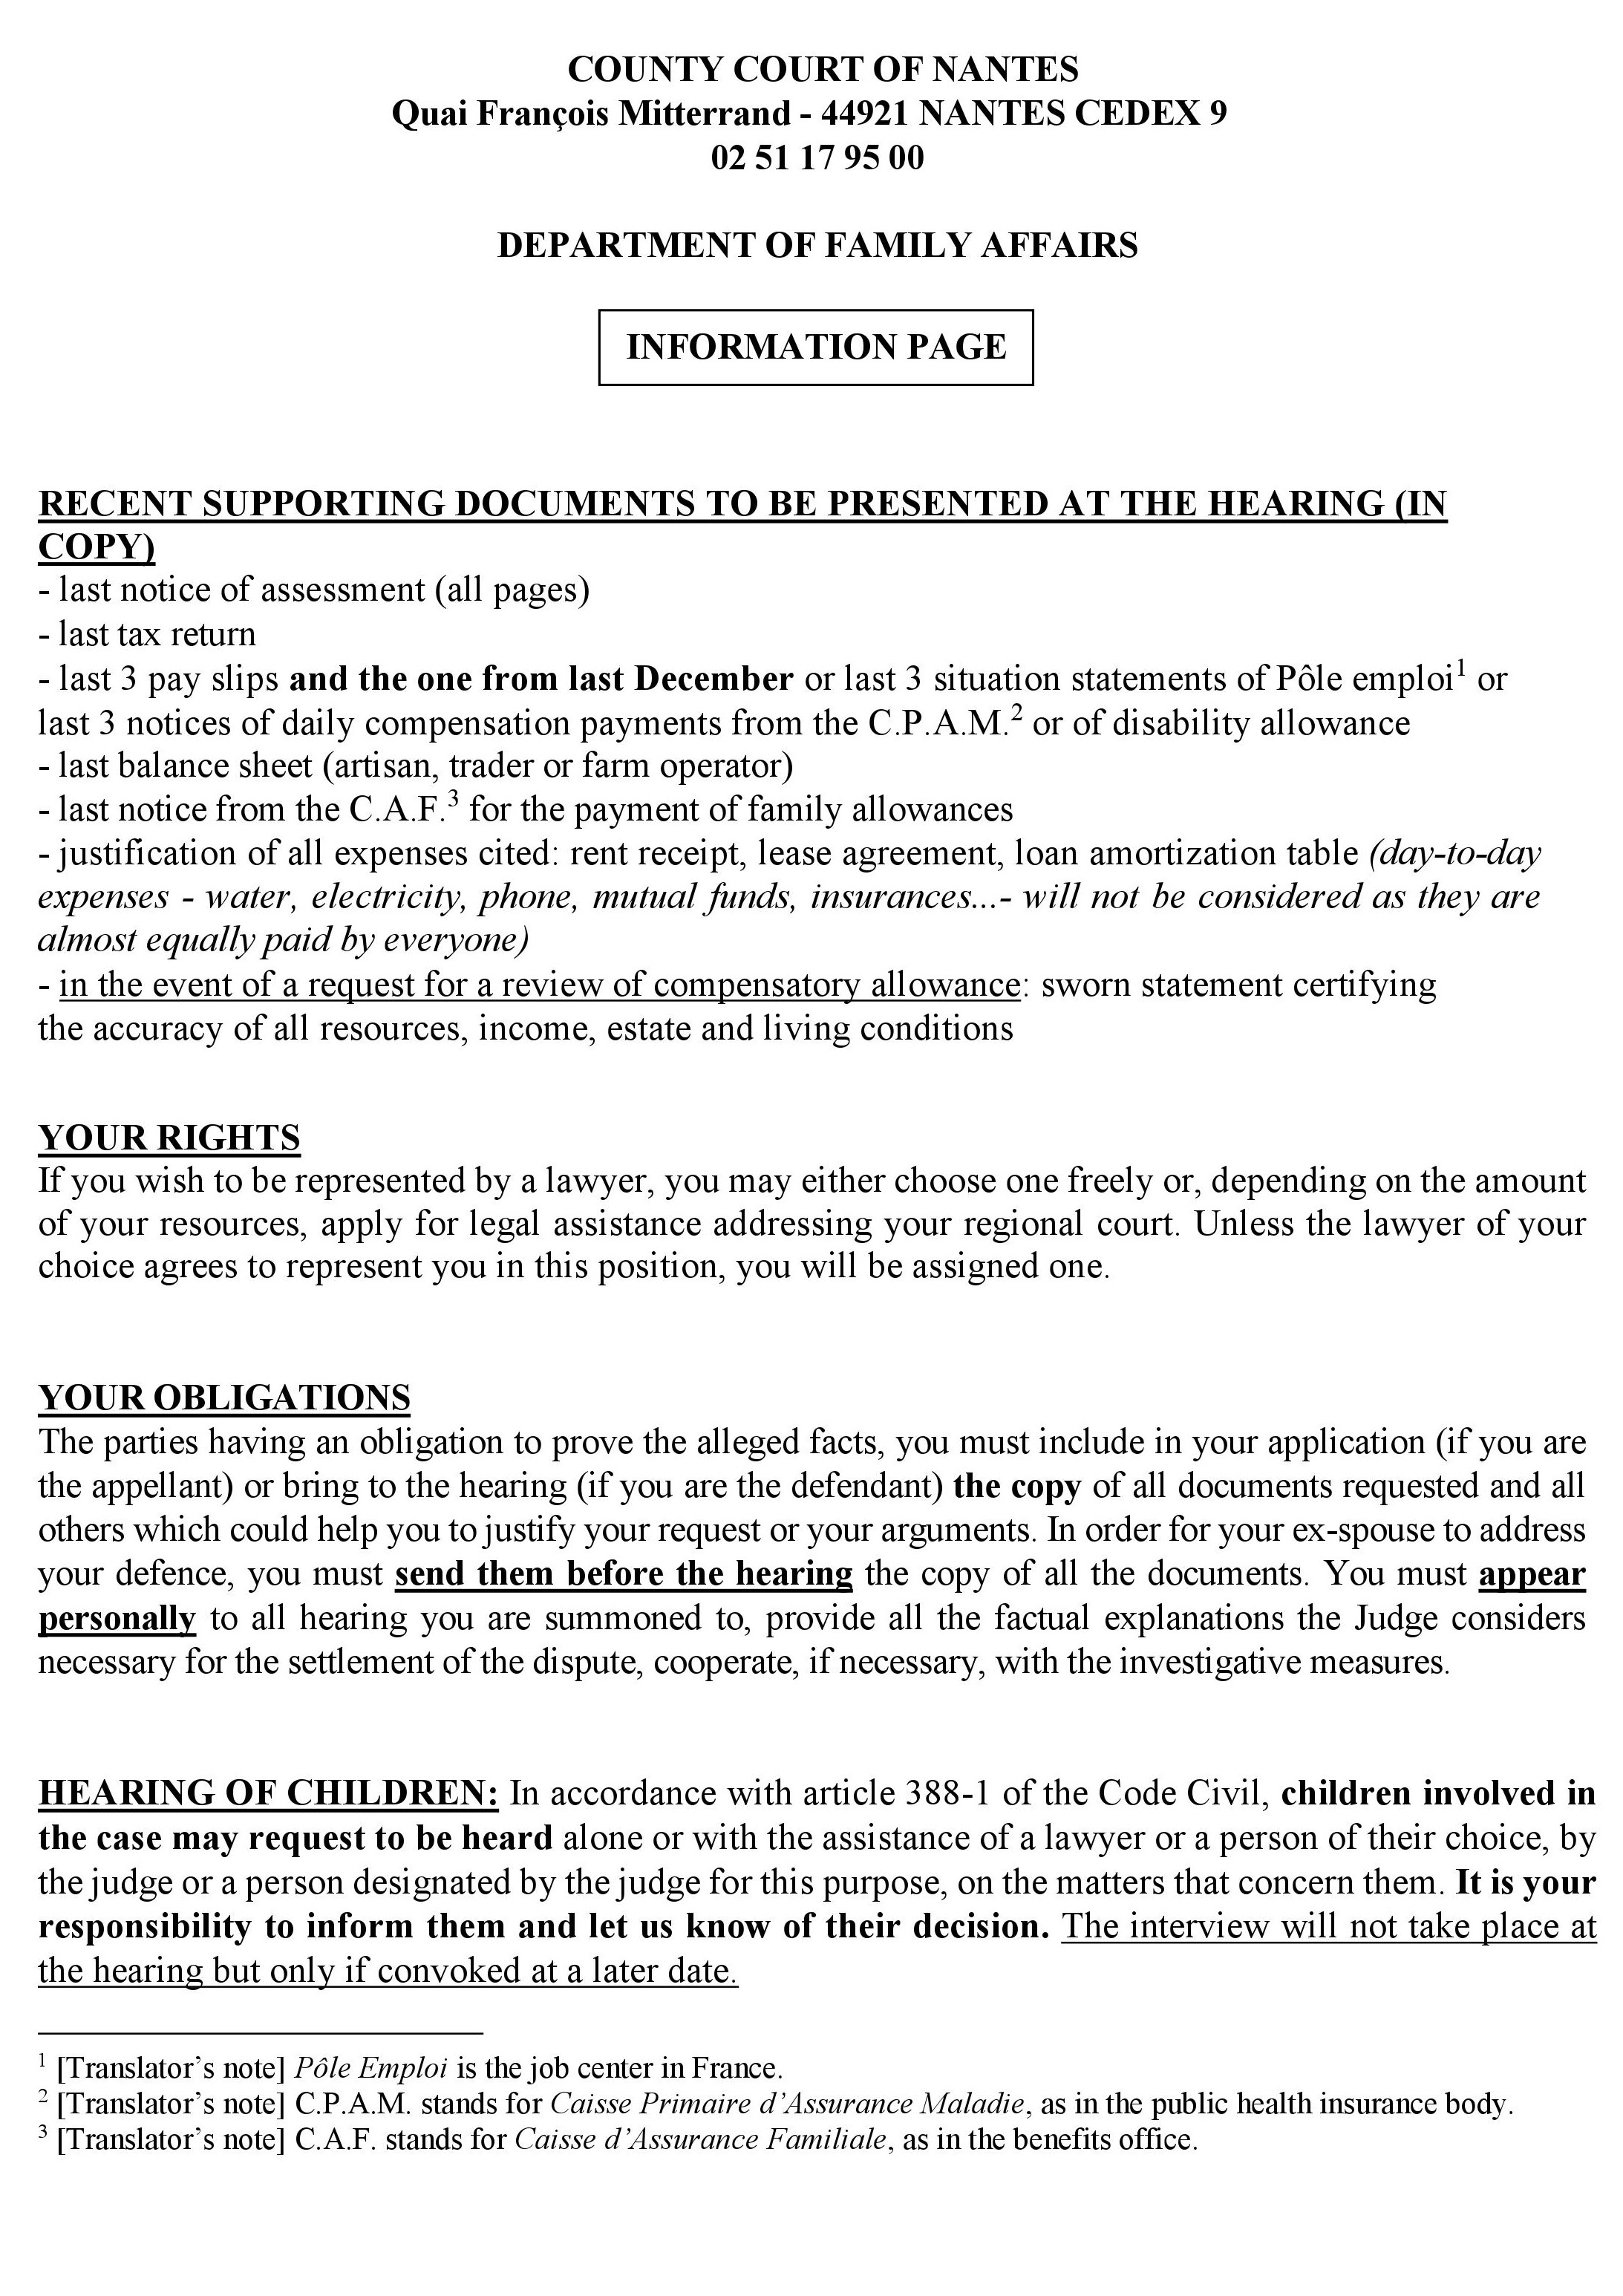 COUNTY COURT OF NANTES
Quai François Mitterrand - 44921 NANTES CEDEX 9
02 51 17 95 00
DEPARTMENT OF FAMILY AFFAIRS
INFORMATION PAGE
RECENT SUPPORTING DOCUMENTS TO BE PRESENTED AT THE HEARING (IN
COPY)
- last notice of assessment (all pages)
- last tax return
- last 3 pay slips and the one from last December or last 3 situation statements of Pôle emploi¹ or
last 3 notices of daily compensation payments from the C.P.A.M.² or of disability allowance
- last balance sheet (artisan, trader or farm operator)
- last notice from the C.A.F.³ for the payment of family allowances
- justification of all expenses cited: rent receipt, lease agreement, loan amortization table (day-to-day
expenses - water, electricity, phone, mutual funds, insurances...- will not be considered as they are
almost equally paid by everyone)
- in the event of a request for a review of compensatory allowance: sworn statement certifying
the accuracy of all resources, income, estate and living conditions
YOUR RIGHTS
If you wish to be represented by a lawyer, you may either choose one freely or, depending on the amount
of your resources, apply for legal assistance addressing your regional court. Unless the lawyer of your
choice agrees to represent you in this position, you will be assigned one.
YOUR OBLIGATIONS
The parties having an obligation to prove the alleged facts, you must include in your application (if you are
the appellant) or bring to the hearing (if you are the defendant) the copy of all documents requested and all
others which could help you to justify your request or your arguments. In order for your ex-spouse to address
your defence, you must send them before the hearing the copy of all the documents. You must appear
personally to all hearing you are summoned to, provide all the factual explanations the Judge considers
necessary for the settlement of the dispute, cooperate, if necessary, with the investigative measures.
HEARING OF CHILDREN: In accordance with article 388-1 of the Code Civil, children involved in
the case may request to be heard alone or with the assistance of a lawyer or a person of their choice, by
the judge or a person designated by the judge for this purpose, on the matters that concern them. It is your
responsibility to inform them and let us know of their decision. The interview will not take place at
the hearing but only if convoked at a later date.
¹ [Translator’s note] Pôle Emploi is the job center in France.
² [Translator’s note] C.P.A.M. stands for Caisse Primaire d’Assurance Maladie, as in the public health insurance body.
³ [Translator’s note] C.A.F. stands for Caisse d’Assurance Familiale, as in the benefits office.